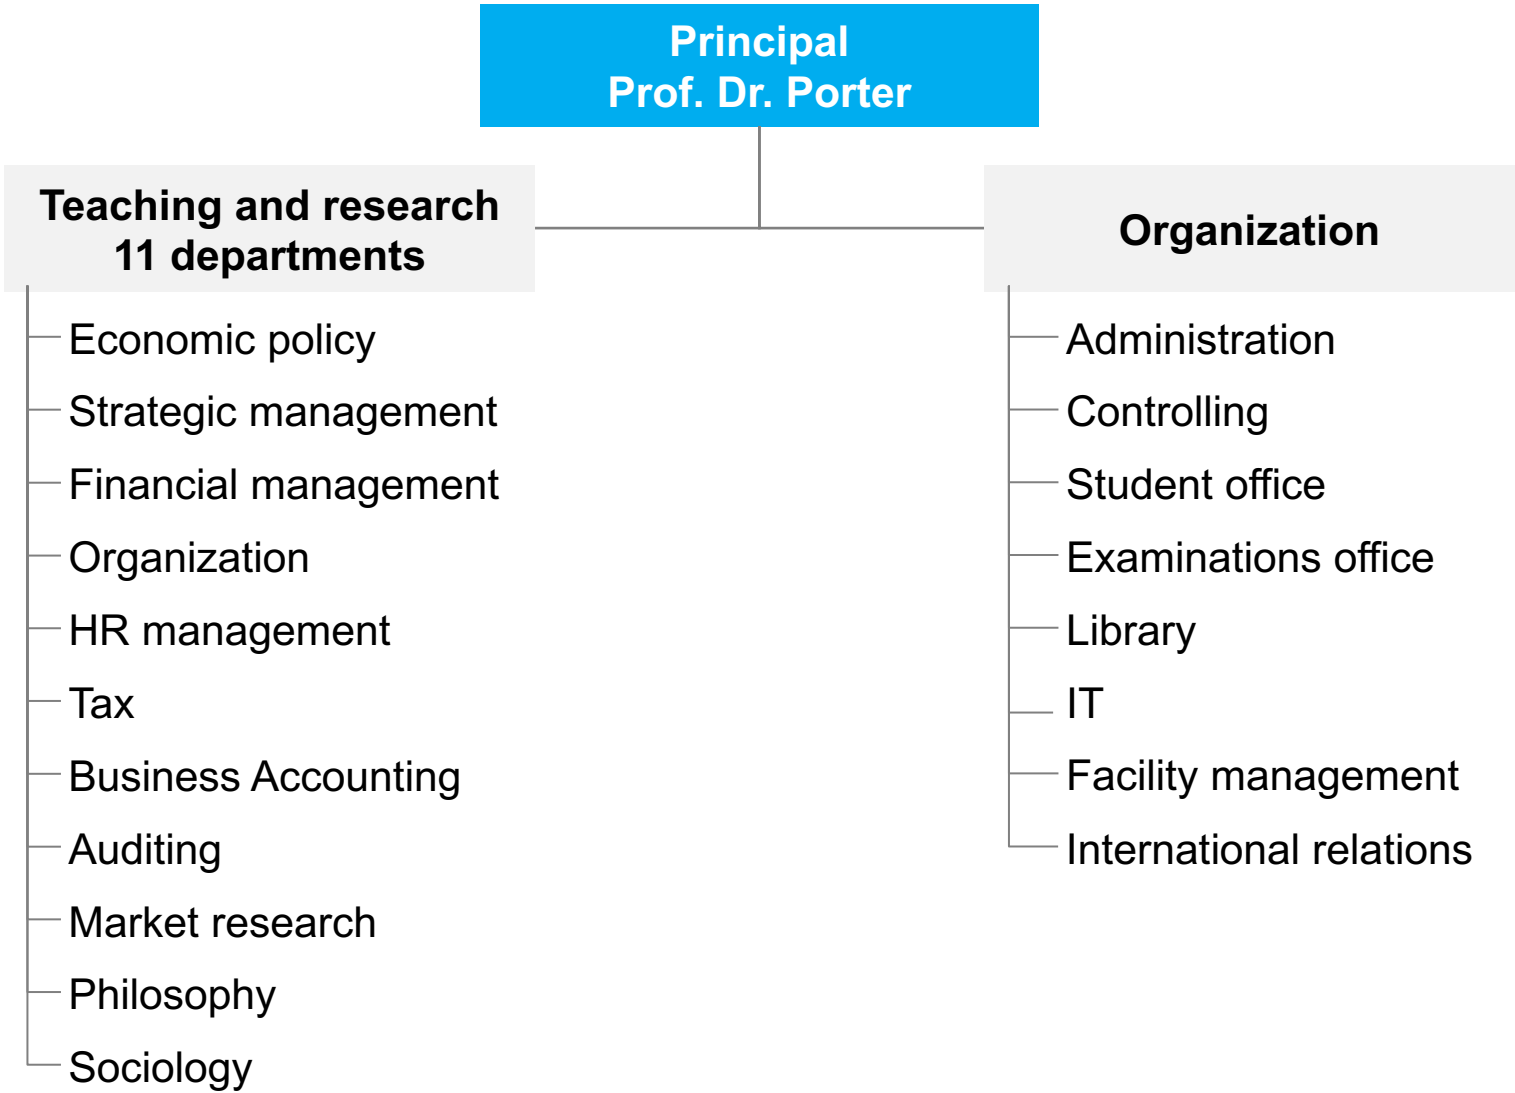 Principal
Prof. Dr. Porter
Teaching and research
11 departments
Economic policy
Strategic management
Financial management
Organization
HR management
Tax
Business Accounting
Auditing
Market research
Philosophy
Sociology
Organization
Administration
Controlling
Student office
Examinations office
Library
IT
Facility management
International relations